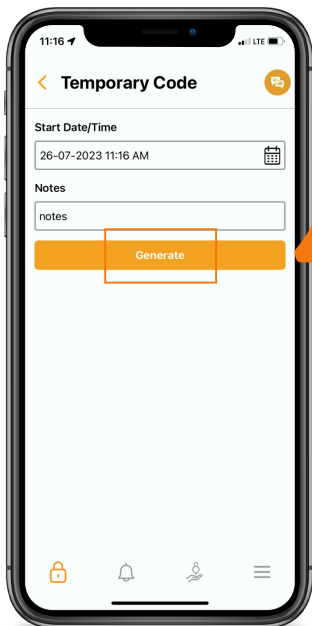 11:16 LTE
Temporary Code
Start Date/Time
26-07-2023 11:16 AM
Notes
notes
Generate